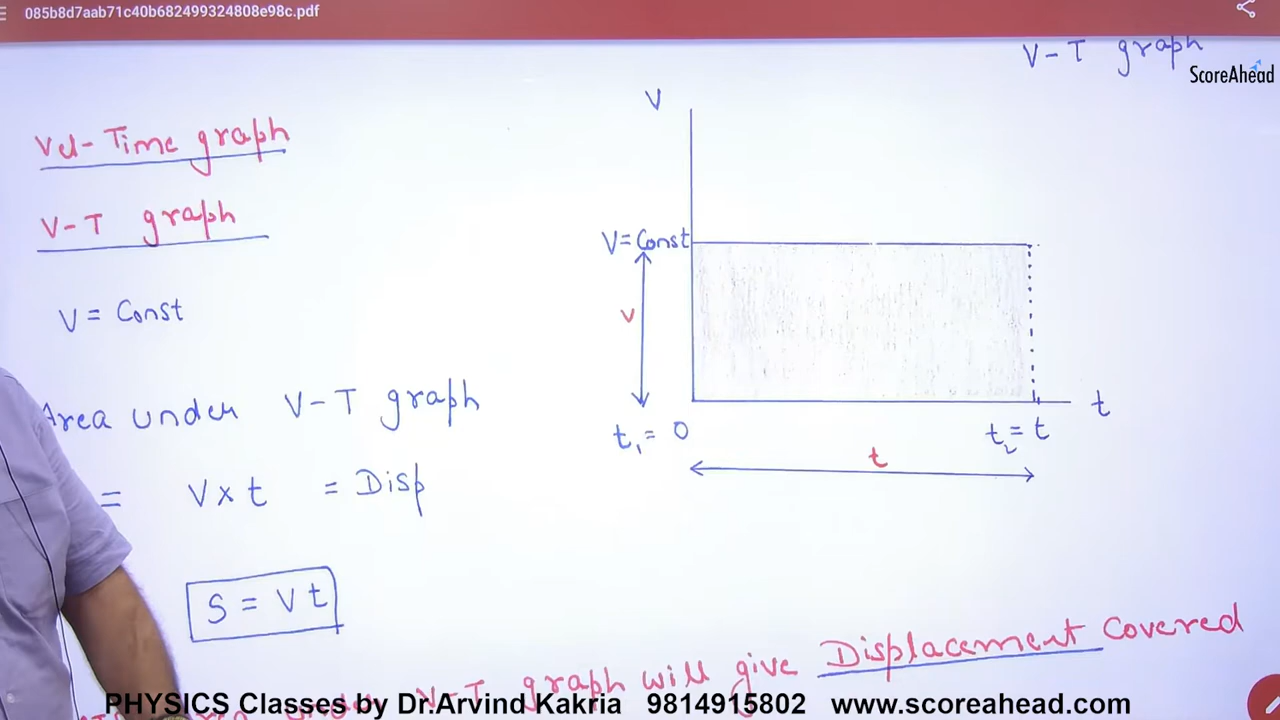 085b8d7aab71c40b682499324808e98c.pdf
V-T graph
ScoreAhead
Vel-Time graph
V-T graph
V = Const
Area under V-T graph
= V x t = Disp
S = Vt
V
V=Const
v
t₁ = 0
t₂ = t
t
t
V-T graph will give Displacement Covered
PHYSICS Classes by Dr.Arvind Kakria 9814915802 www.scoreahead.com